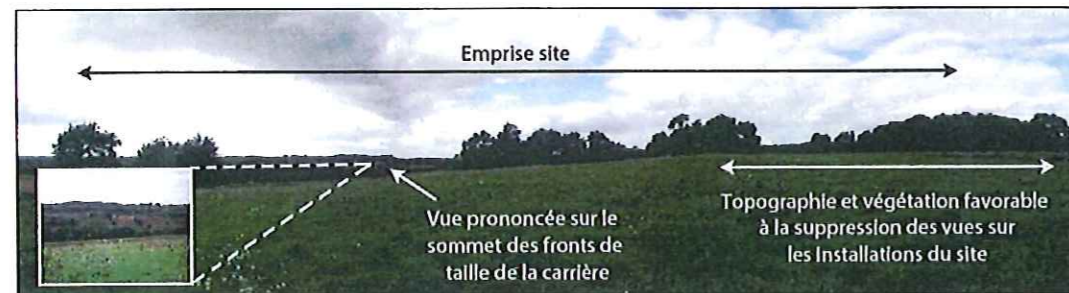 Emprise site
Vue prononcée sur le
sommet des fronts de
taille de la carrière
Topographie et végétation favorable
à la suppression des vues sur
les Installations du site